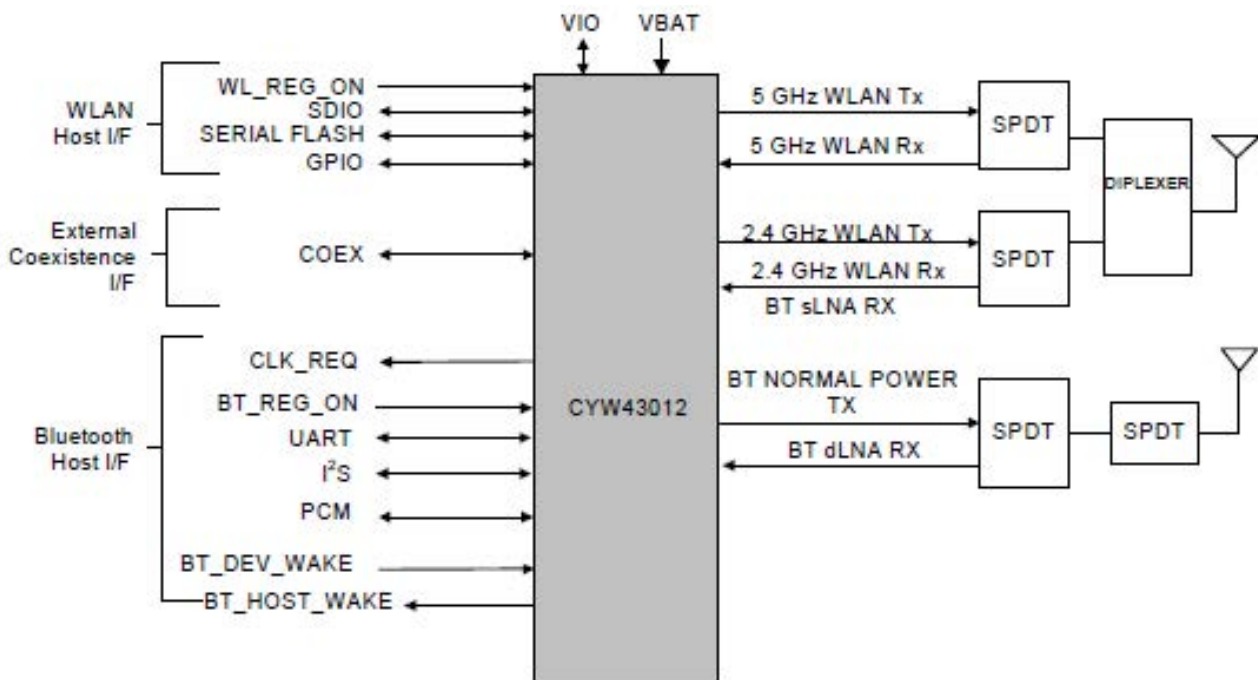 VIO
VBAT
WLAN
Host I/F
WL_REG_ON
SDIO
SERIAL FLASH
GPIO
External
Coexistence
I/F
COEX
Bluetooth
Host I/F
CLK_REQ
BT_REG_ON
UART
I²S
PCM
BT_DEV_WAKE
BT_HOST_WAKE
CYW43012
5 GHz WLAN Tx
5 GHz WLAN Rx
SPDT
DIPLEXER
2.4 GHz WLAN Tx
2.4 GHz WLAN Rx
BT sLNA RX
SPDT
BT NORMAL POWER
TX
BT dLNA RX
SPDT
SPDT